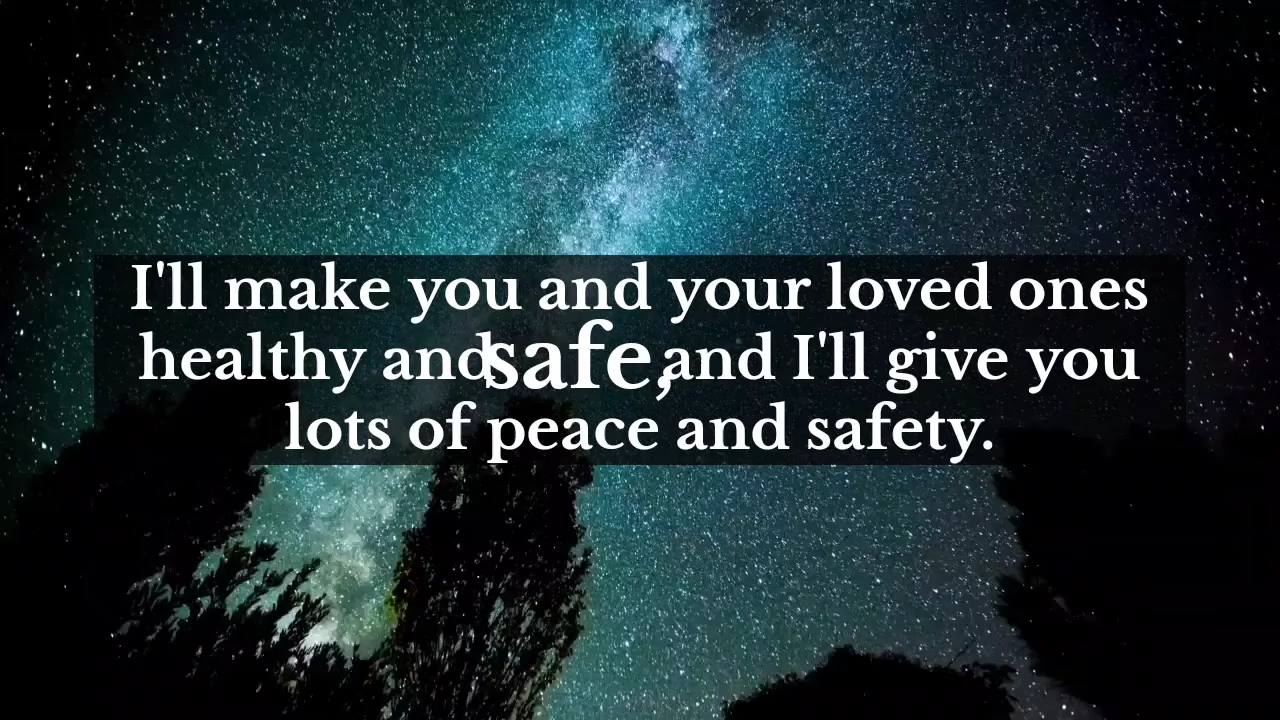 I'll make you and your loved ones
healthy and safe, and I'll give you
lots of peace and safety.